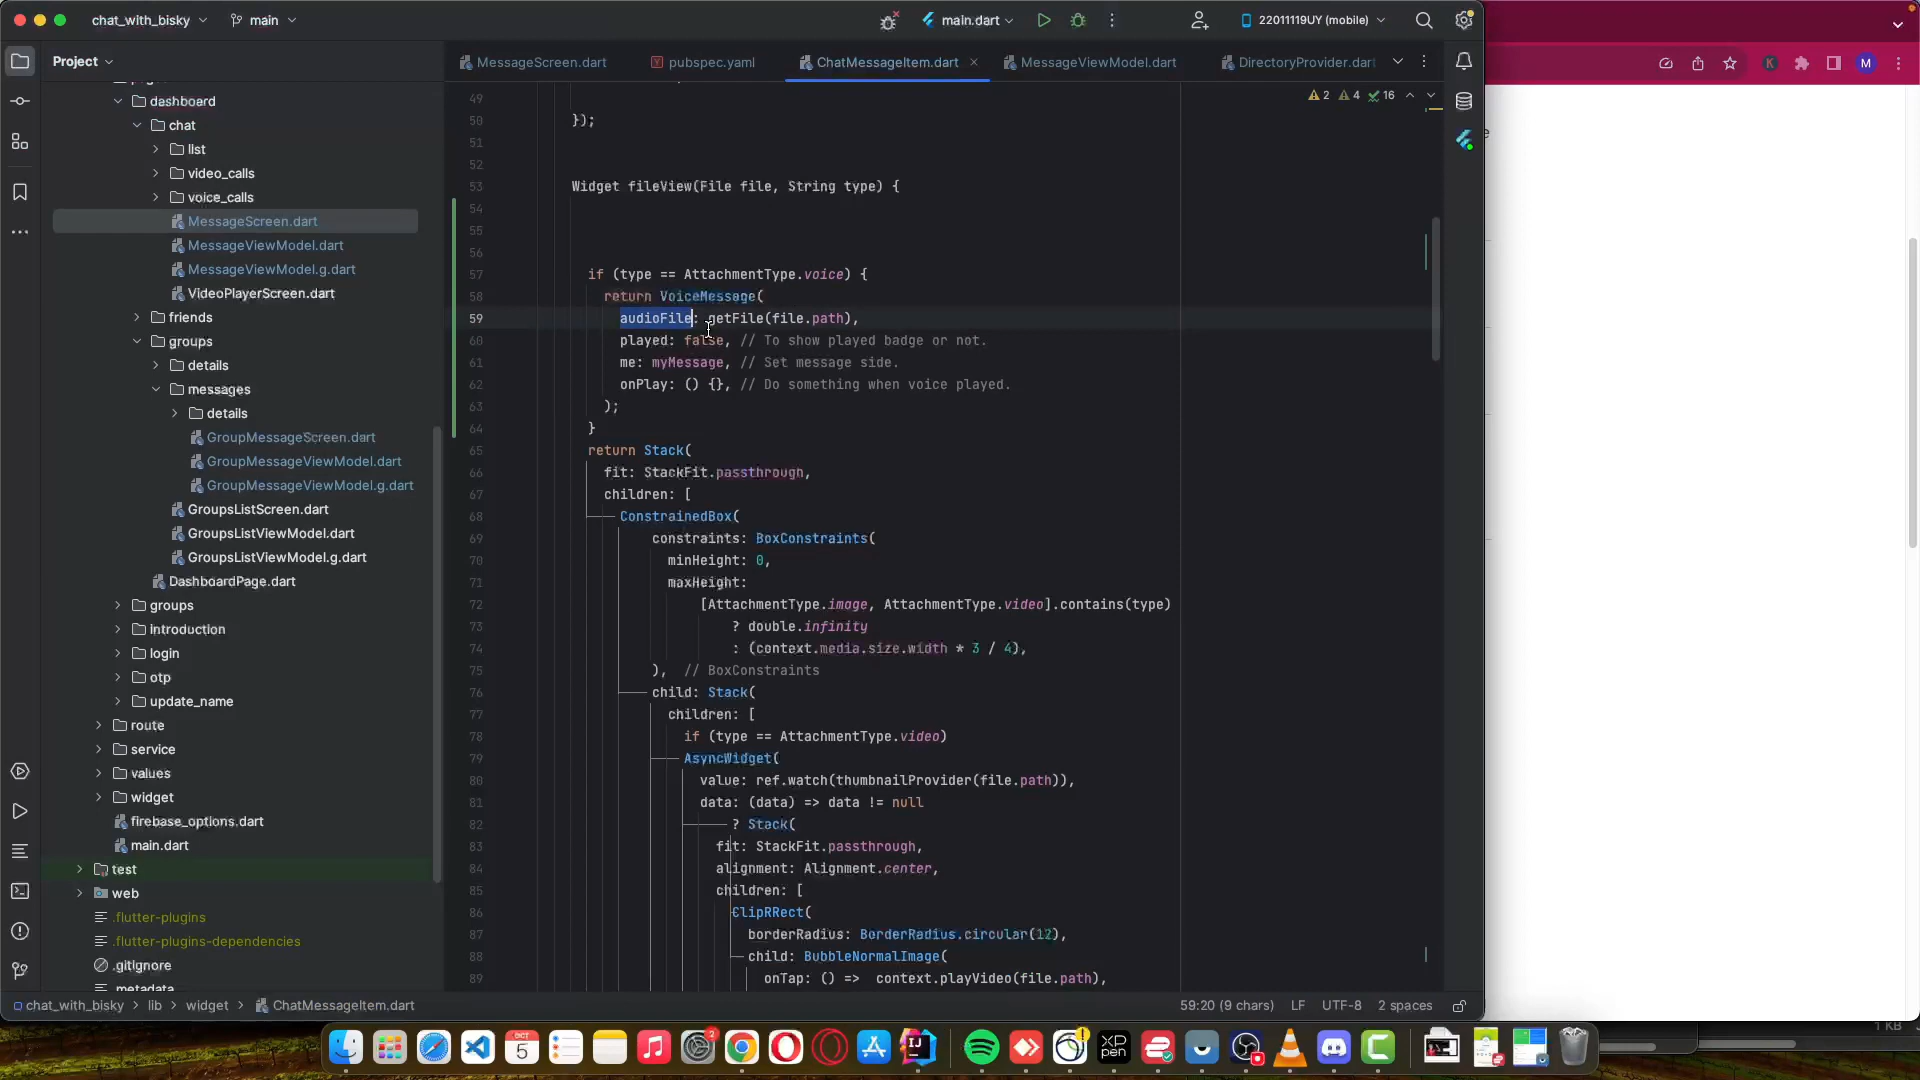 chat_with_bisky
main
main.dart
22011119UY (mobile)
M
Project
MessageScreen.dart
pubspec.yaml
ChatMessageItem.dart
MessageViewModel.dart
DirectoryProvider.dart
2 4 16
dashboard
chat
list
video_calls
voice_calls
MessageScreen.dart
MessageViewModel.dart
MessageViewModel.g.dart
VideoPlayerScreen.dart
friends
groups
details
messages
details
GroupMessageScreen.dart
GroupMessageViewModel.dart
GroupMessageViewModel.g.dart
GroupsListScreen.dart
GroupsListViewModel.dart
GroupsListViewModel.g.dart
DashboardPage.dart
groups
introduction
login
otp
update_name
route
service
values
widget
firebase_options.dart
main.dart
test
web
.flutter-plugins
.flutter-plugins-dependencies
.gitignore
.metadata
49
50 });
51
52
53 Widget fileView(File file, String type) {
54
55
56
57 if (type == AttachmentType.voice) {
58 return VoiceMessage(
59 audioFile: getFile(file.path),
60 played: false, // To show played badge or not.
61 me: myMessage, // Set message side.
62 onPlay: () {}, // Do something when voice played.
63 );
64 }
65 return Stack(
66 fit: StackFit.passthrough,
67 children: [
68 ConstrainedBox(
69 constraints: BoxConstraints(
70 minHeight: 0,
71 maxHeight:
72 [AttachmentType.image, AttachmentType.video].contains(type)
73 ? double.infinity
74 : (context.media.size.width * 3 / 4),
75 ), // BoxConstraints
76 child: Stack(
77 children: [
78 if (type == AttachmentType.video)
79 AsyncWidget(
80 value: ref.watch(thumbnailProvider(file.path)),
81 data: (data) => data != null
82 ? Stack(
83 fit: StackFit.passthrough,
84 alignment: Alignment.center,
85 children: [
86 ClipRRect(
87 borderRadius: BorderRadius.circular(12),
88 child: BubbleNormalImage(
89 onTap: () => context.playVideo(file.path),
chat_with_bisky
lib
widget
ChatMessageItem.dart
59:20 (9 chars)
LF
UTF-8
2 spaces
1 KB
OCT
5
2
XP
pen